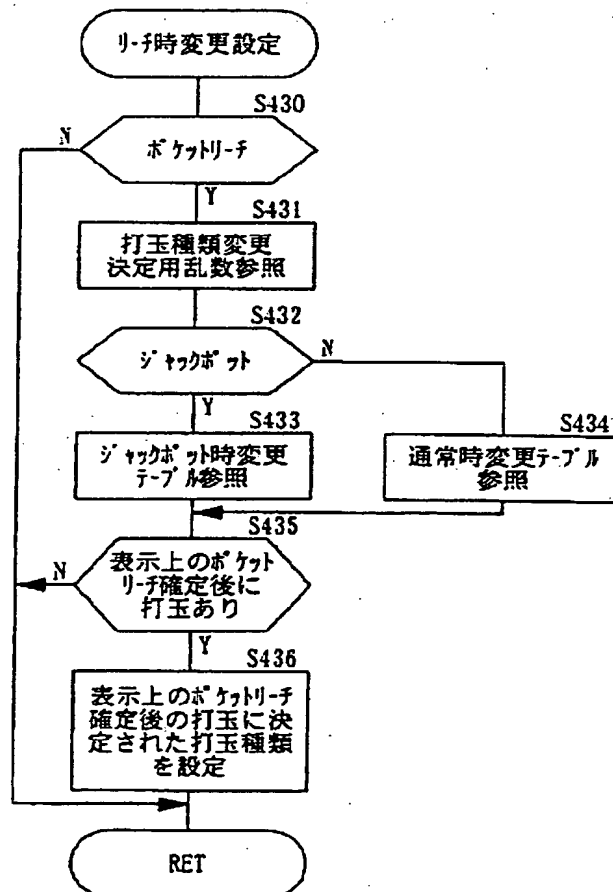 リーチ時変更設定
S430
N
ポケットリーチ
Y
S431
打玉種類変更
決定用乱数参照
S432
N
ジャックポット
Y
S433
S434
ジャックポット時変更
テーブル参照
通常時変更テーブル
参照
S435
N
表示上のポケット
リーチ確定後に
打玉あり
Y
S436
表示上のポケットリーチ
確定後の打玉に決
定された打玉種類
を設定
RET